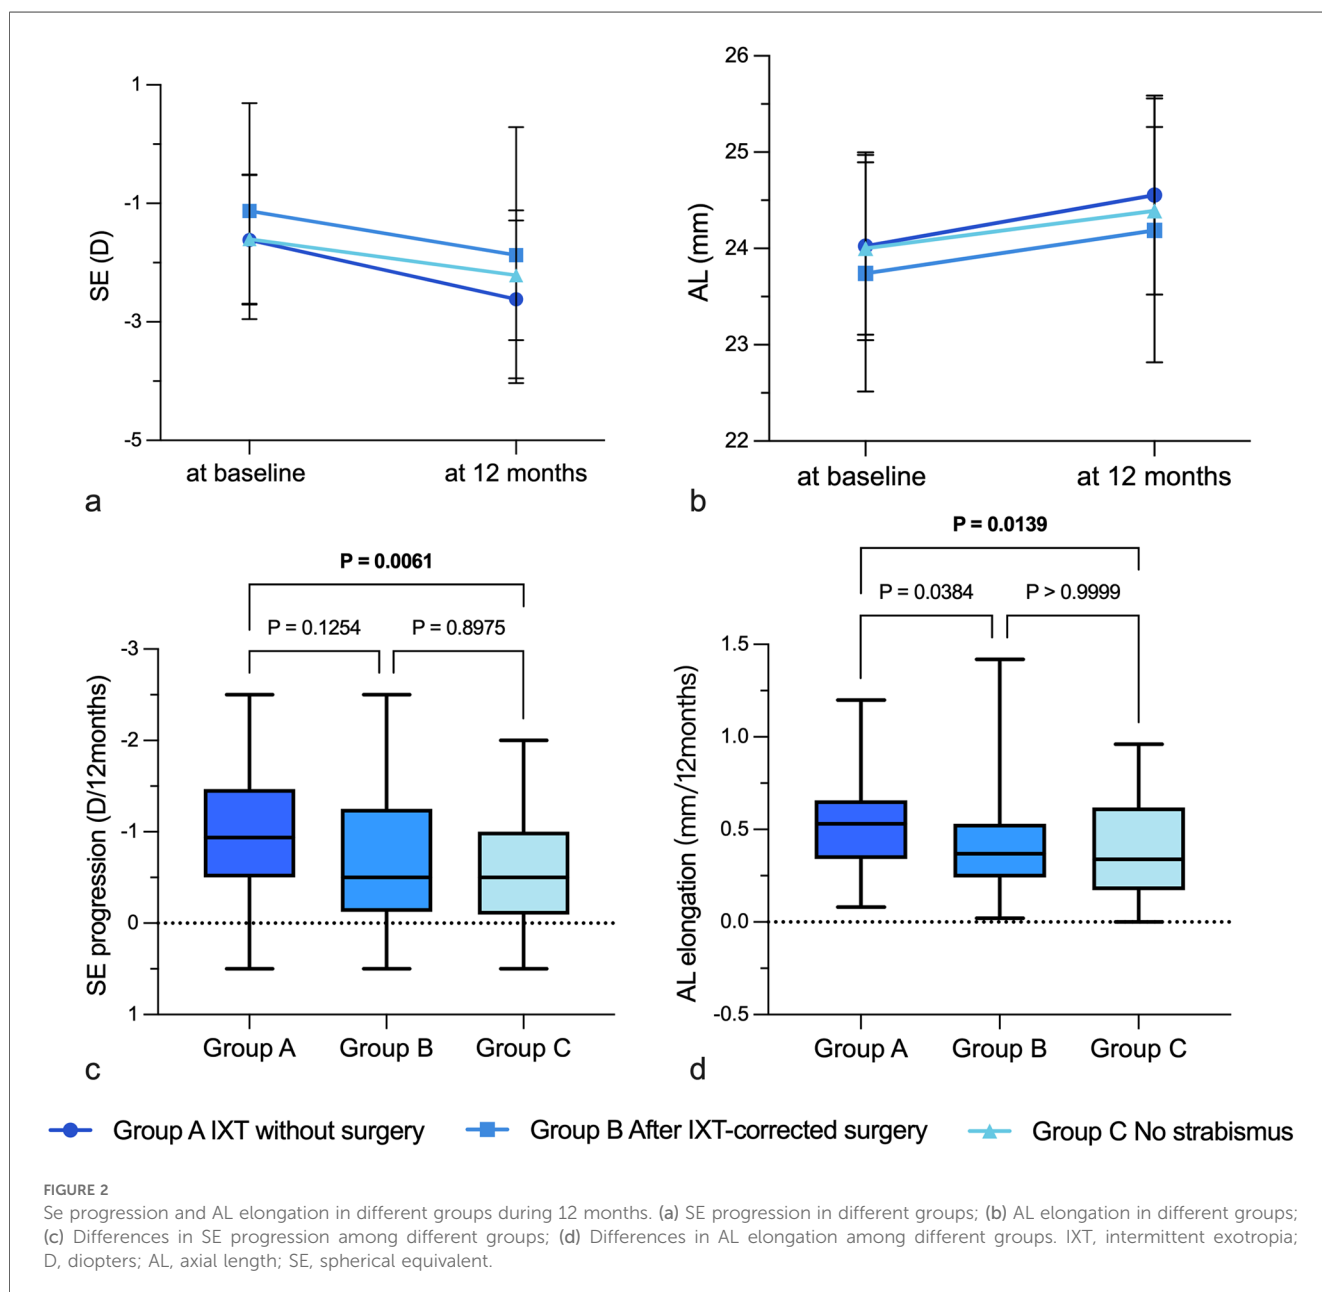 1
-1
-3
-5
SE (D)
at baseline
at 12 months
a
26
25
24
23
22
AL (mm)
at baseline
at 12 months
b
P = 0.0061
P = 0.1254
P = 0.8975
-3
-2
-1
0
1
SE progression (D/12months)
Group A
Group B
Group C
c
P = 0.0139
P = 0.0384
P > 0.9999
1.5
1.0
0.5
0.0
-0.5
AL elongation (mm/12months)
Group A
Group B
Group C
d
Group A IXT without surgery
Group B After IXT-corrected surgery
Group C No strabismus
FIGURE 2
Se progression and AL elongation in different groups during 12 months. (a) SE progression in different groups; (b) AL elongation in different groups;
(c) Differences in SE progression among different groups; (d) Differences in AL elongation among different groups. IXT, intermittent exotropia;
D, diopters; AL, axial length; SE, spherical equivalent.